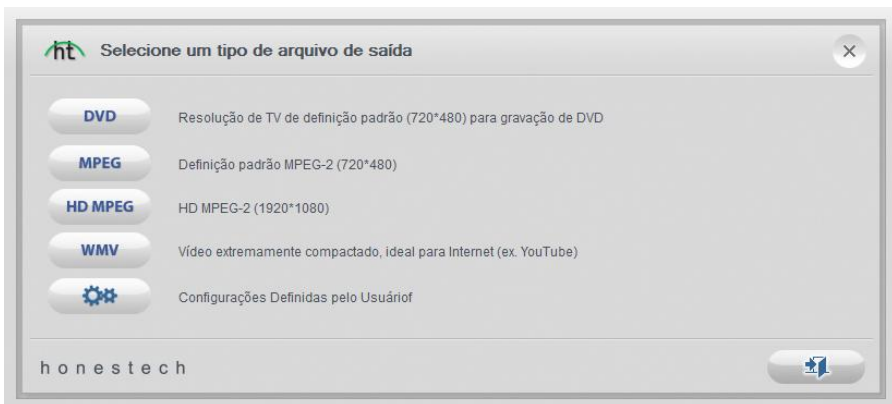 ht Selecione um tipo de arquivo de saída
DVD Resolução de TV de definição padrão (720*480) para gravação de DVD
MPEG Definição padrão MPEG-2 (720*480)
HD MPEG HD MPEG-2 (1920*1080)
WMV Vídeo extremamente compactado, ideal para Internet (ex. YouTube)
Configurações Definidas pelo Usuáriof
honestech